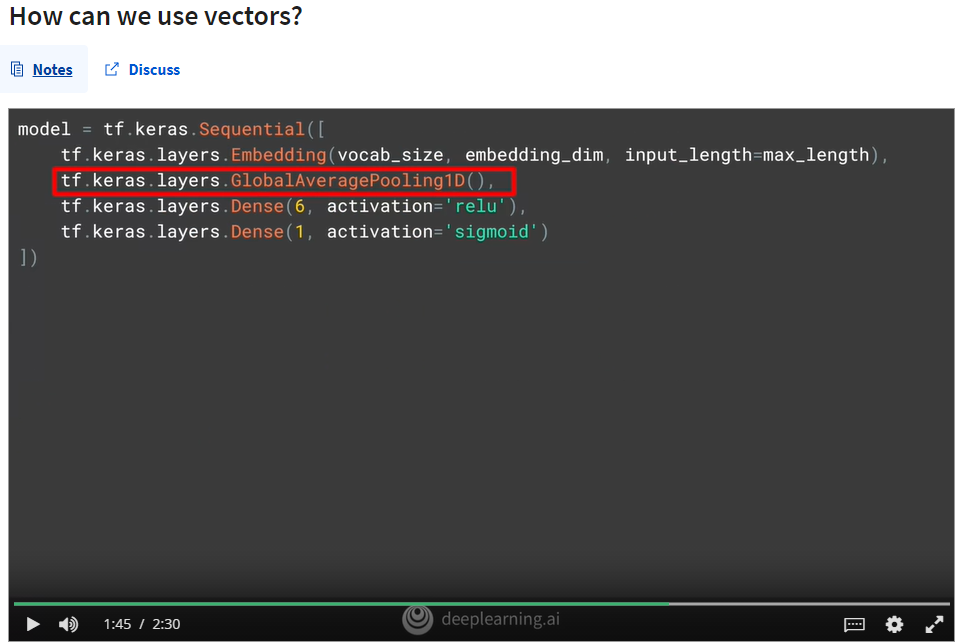 How can we use vectors?
Notes
Discuss
model = tf.keras.Sequential([
    tf.keras.layers.Embedding(vocab_size, embedding_dim, input_length=max_length),
    tf.keras.layers.GlobalAveragePooling1D(),
    tf.keras.layers.Dense(6, activation='relu'),
    tf.keras.layers.Dense(1, activation='sigmoid')
])
1:45 / 2:30
deeplearning.ai